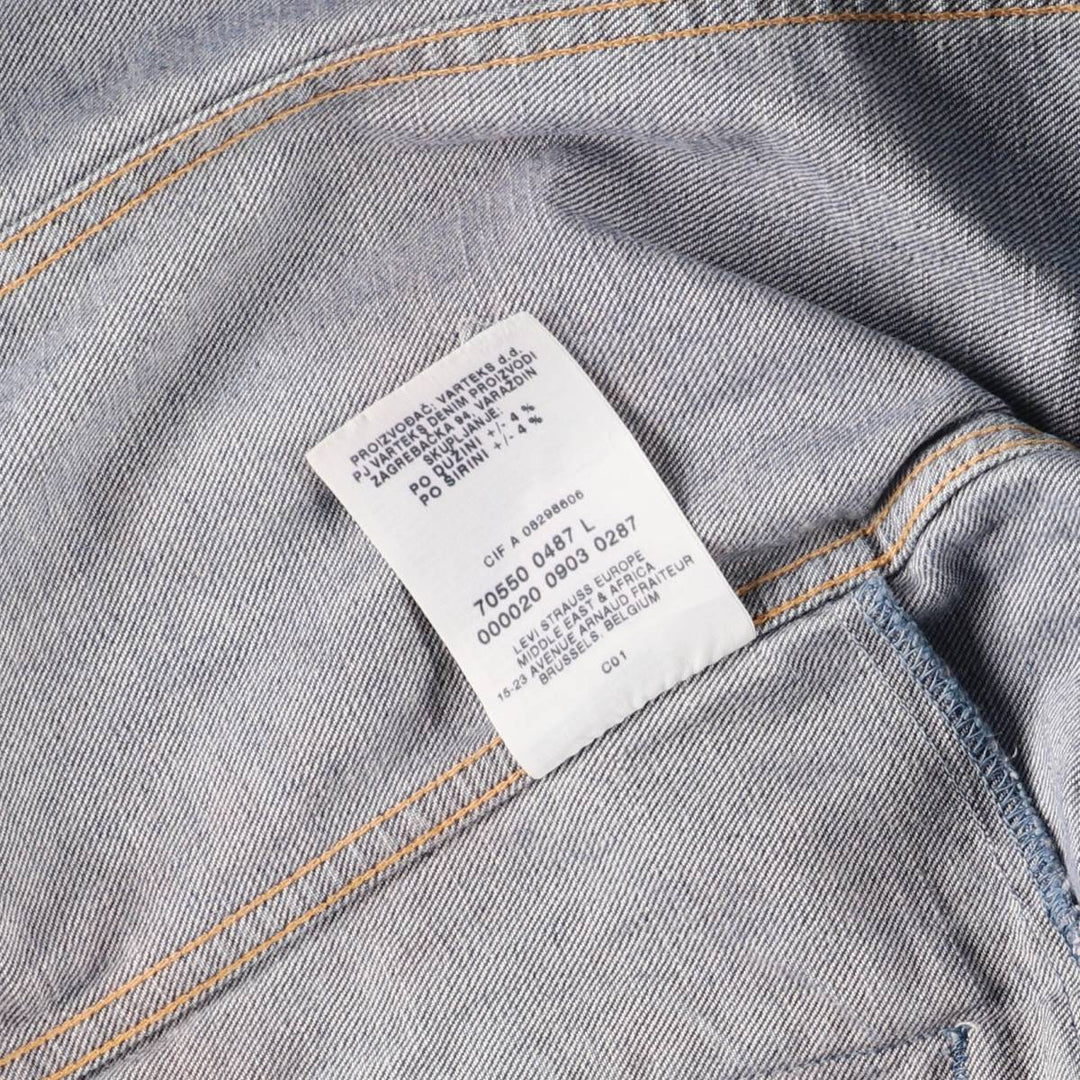 PROIZVOĐAČ: VARTEKS d.d.
PJ VARTEKS DENIM PROIZVODI
ZAGREBAČKA 94, VARAŽDIN
SKUPLJANJE:
PO DUŽINI +/- 4 %
PO ŠIRINI +/- 4 %
CIF A 08298606
70550 0487 L
000020 0903 0287
LEVI STRAUSS EUROPE
MIDDLE EAST & AFRICA
15-23 AVENUE ARNAUD FRAITEUR
BRUSSELS, BELGIUM
C01